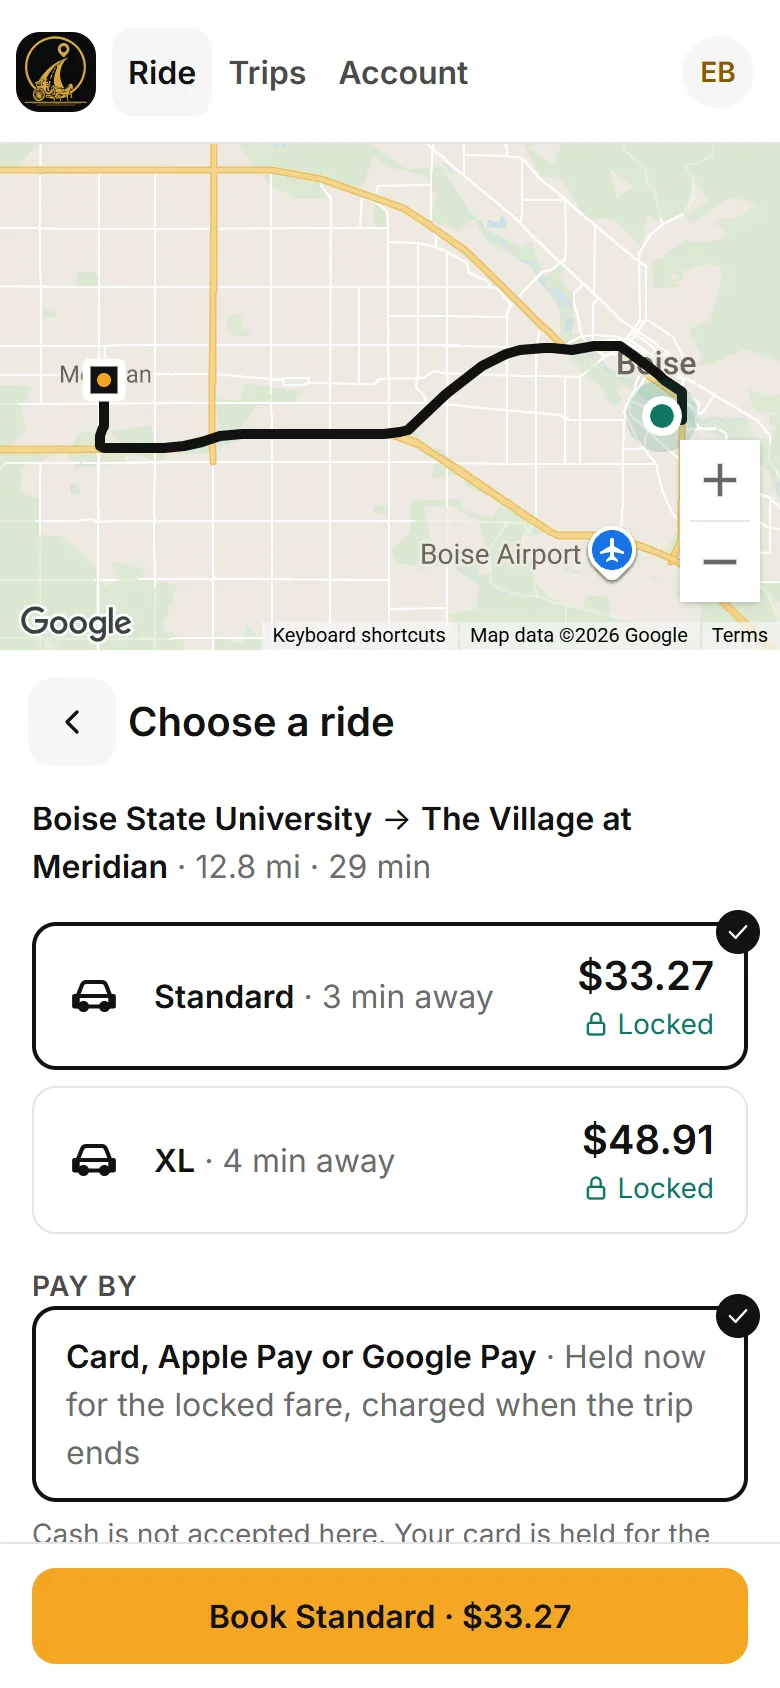 Ride Trips Account EB
Boise
Boise Airport
Google
Keyboard shortcuts Map data ©2026 Google Terms
Choose a ride
Boise State University → The Village at
Meridian · 12.8 mi · 29 min
Standard · 3 min away
$33.27
Locked
XL · 4 min away
$48.91
Locked
PAY BY
Card, Apple Pay or Google Pay · Held now
for the locked fare, charged when the trip
ends
Cash is not accepted here. Your card is held for the
Book Standard · $33.27